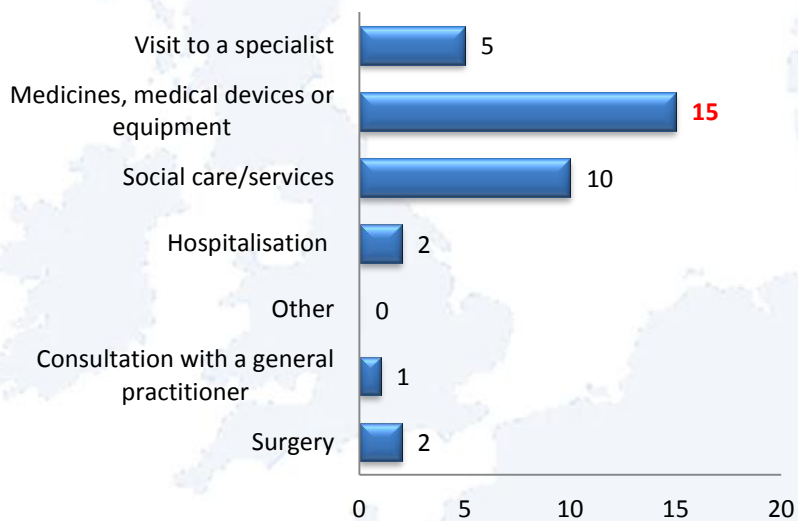 Visit to a specialist 5
Medicines, medical devices or
equipment 15
Social care/services 10
Hospitalisation 2
Other 0
Consultation with a general
practitioner 1
Surgery 2
0 5 10 15 20